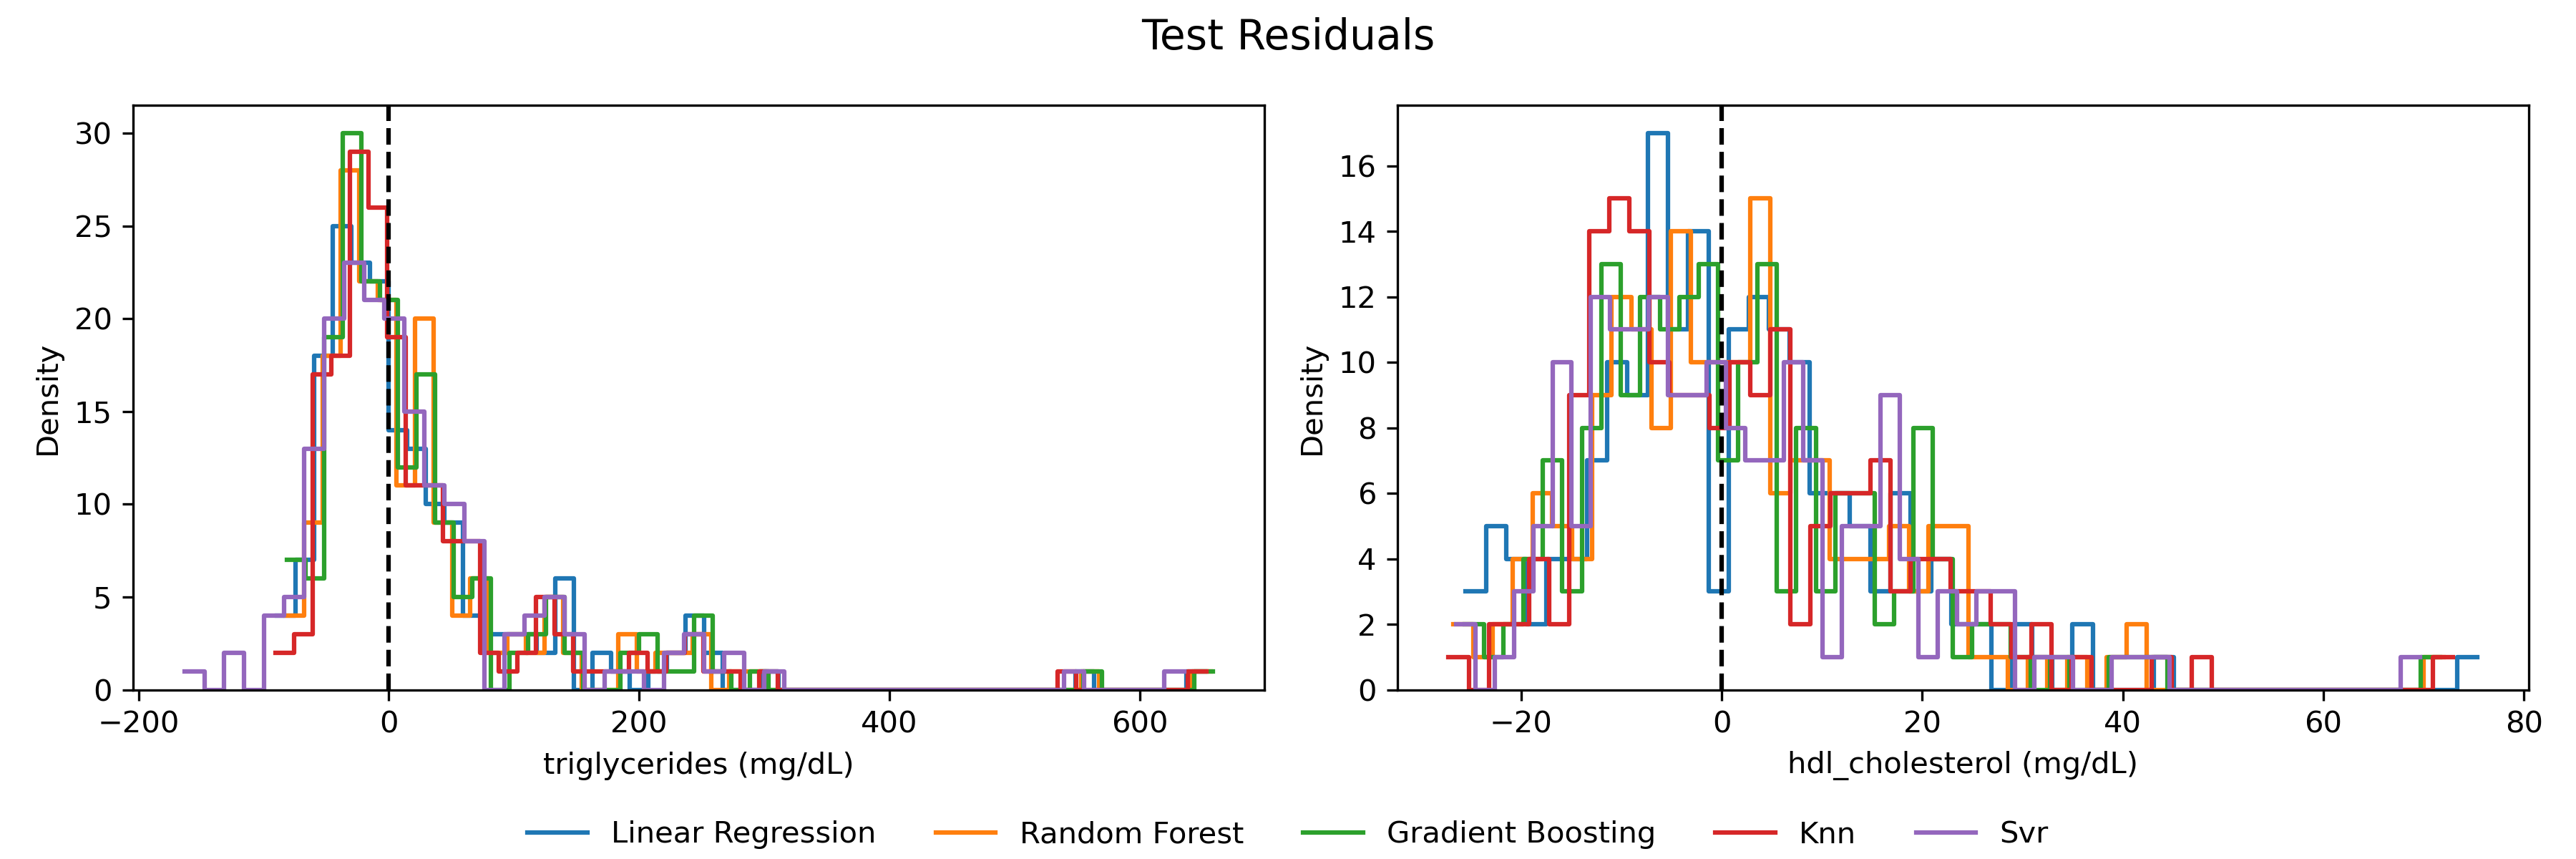 Test Residuals
30
25
20
15
10
5
0
Density
−200 0 200 400 600
triglycerides (mg/dL)
16
14
12
10
8
6
4
2
0
Density
−20 0 20 40 60 80
hdl_cholesterol (mg/dL)
Linear Regression Random Forest Gradient Boosting Knn Svr